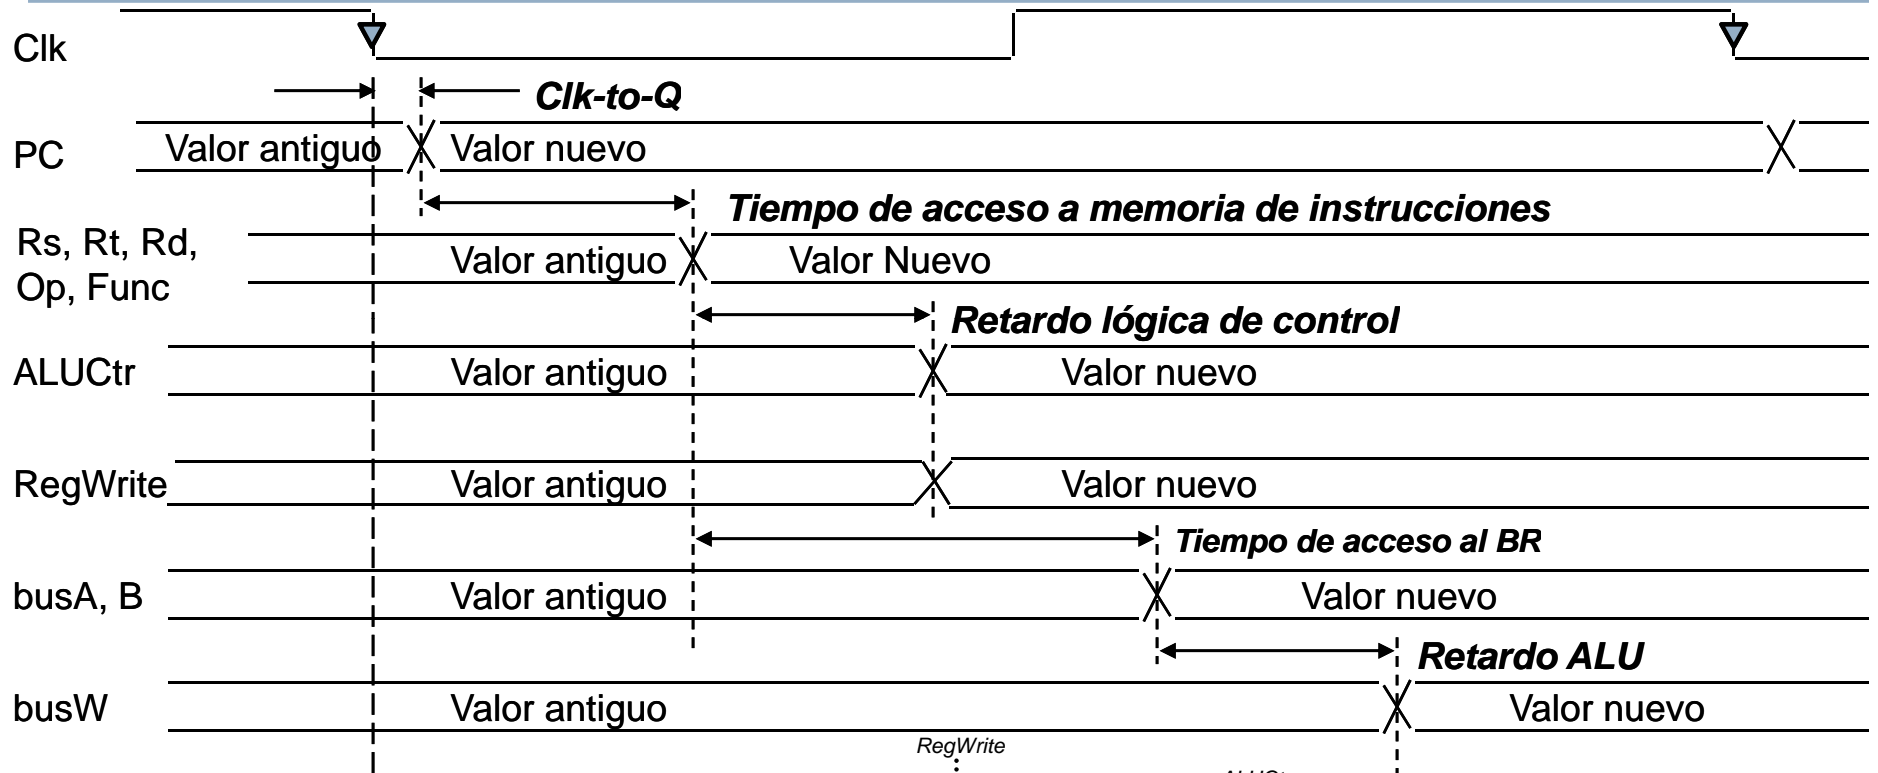 Clk
Clk-to-Q
PC
Valor antiguo
Valor nuevo
Tiempo de acceso a memoria de instrucciones
Rs, Rt, Rd,
Op, Func
Valor antiguo
Valor Nuevo
Retardo lógica de control
ALUCtr
Valor antiguo
Valor nuevo
RegWrite
Valor antiguo
Valor nuevo
Tiempo de acceso al BR
busA, B
Valor antiguo
Valor nuevo
Retardo ALU
busW
Valor antiguo
Valor nuevo
RegWrite